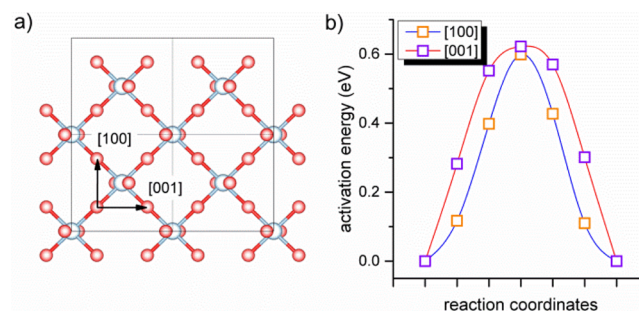 a)
[100]
[001]
b)
[100]
[001]
activation energy (eV)
0.6
0.4
0.2
0.0
reaction coordinates